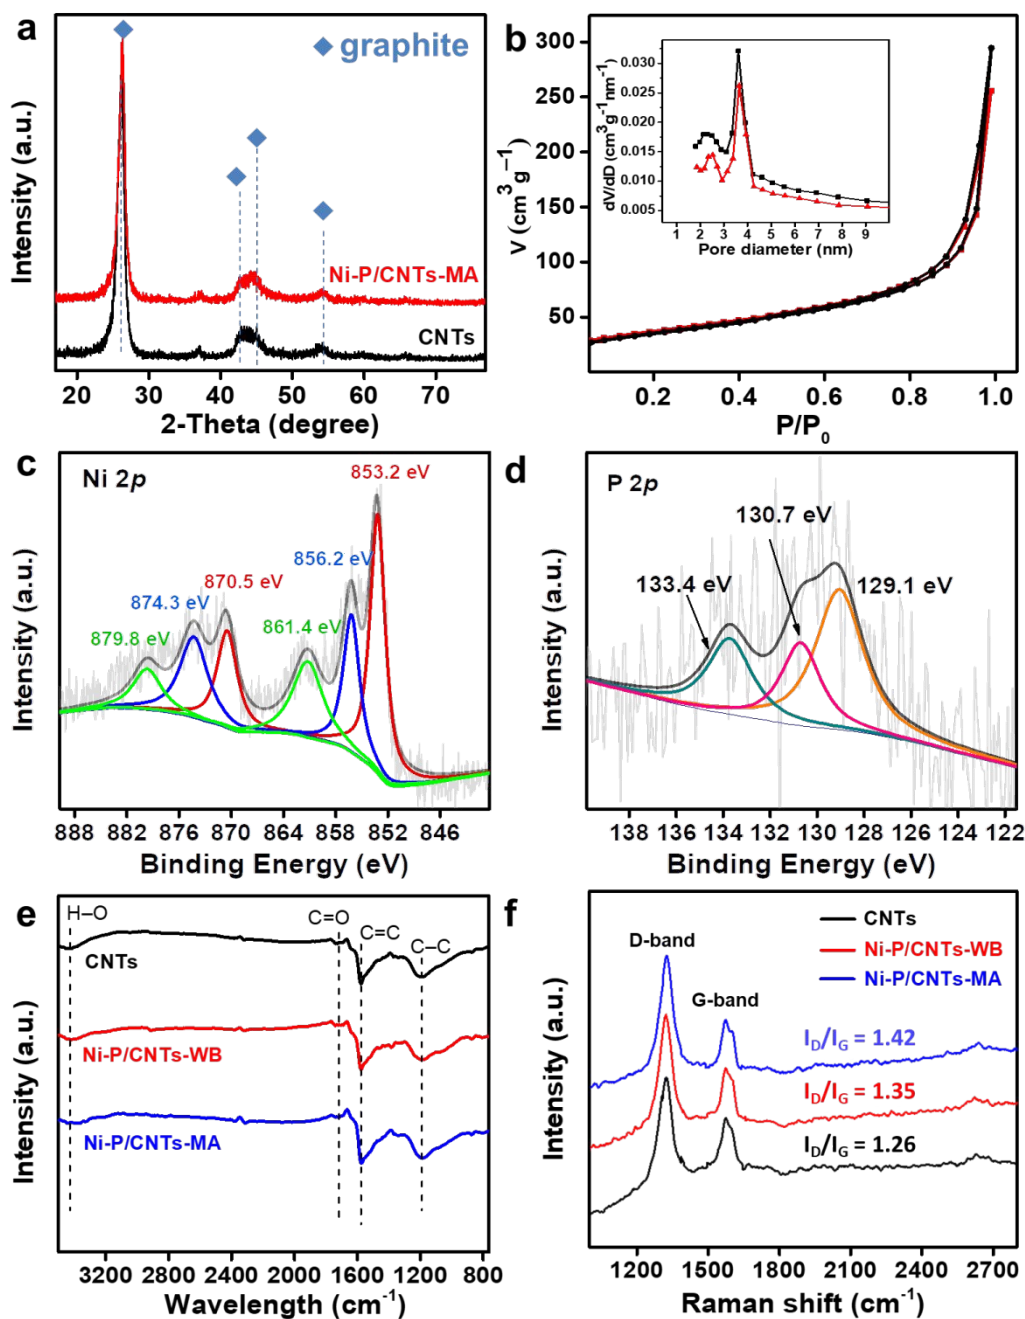 a
graphite
Intensity (a.u.)
Ni-P/CNTs-MA
CNTs
20 30 40 50 60 70
2-Theta (degree)
b
300
250
200
150
100
50
V (cm³ g⁻¹)
0.2 0.4 0.6 0.8 1.0
P/P₀
0.030
0.025
0.020
0.015
0.010
0.005
dV/dD (cm³g⁻¹nm⁻¹)
1 2 3 4 5 6 7 8 9
Pore diameter (nm)
c
Ni 2p
853.2 eV
856.2 eV
870.5 eV
874.3 eV
861.4 eV
879.8 eV
Intensity (a.u.)
888 882 876 870 864 858 852 846
Binding Energy (eV)
d
P 2p
130.7 eV
133.4 eV
129.1 eV
Intensity (a.u.)
138 136 134 132 130 128 126 124 122
Binding Energy (eV)
e
H–O
C=O
C=C
C–C
CNTs
Ni-P/CNTs-WB
Ni-P/CNTs-MA
Intensity (a.u.)
3200 2800 2400 2000 1600 1200 800
Wavelength (cm⁻¹)
f
CNTs
Ni-P/CNTs-WB
Ni-P/CNTs-MA
D-band
G-band
I_D/I_G = 1.42
I_D/I_G = 1.35
I_D/I_G = 1.26
Intensity (a.u.)
1200 1500 1800 2100 2400 2700
Raman shift (cm⁻¹)